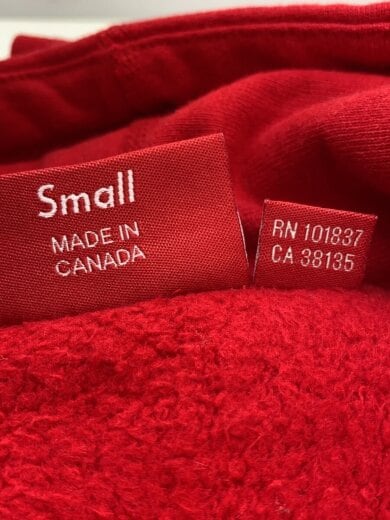 Small
MADE IN
CANADA
RN 101837
CA 38135